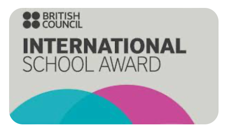 BRITISH
COUNCIL
INTERNATIONAL
SCHOOL AWARD